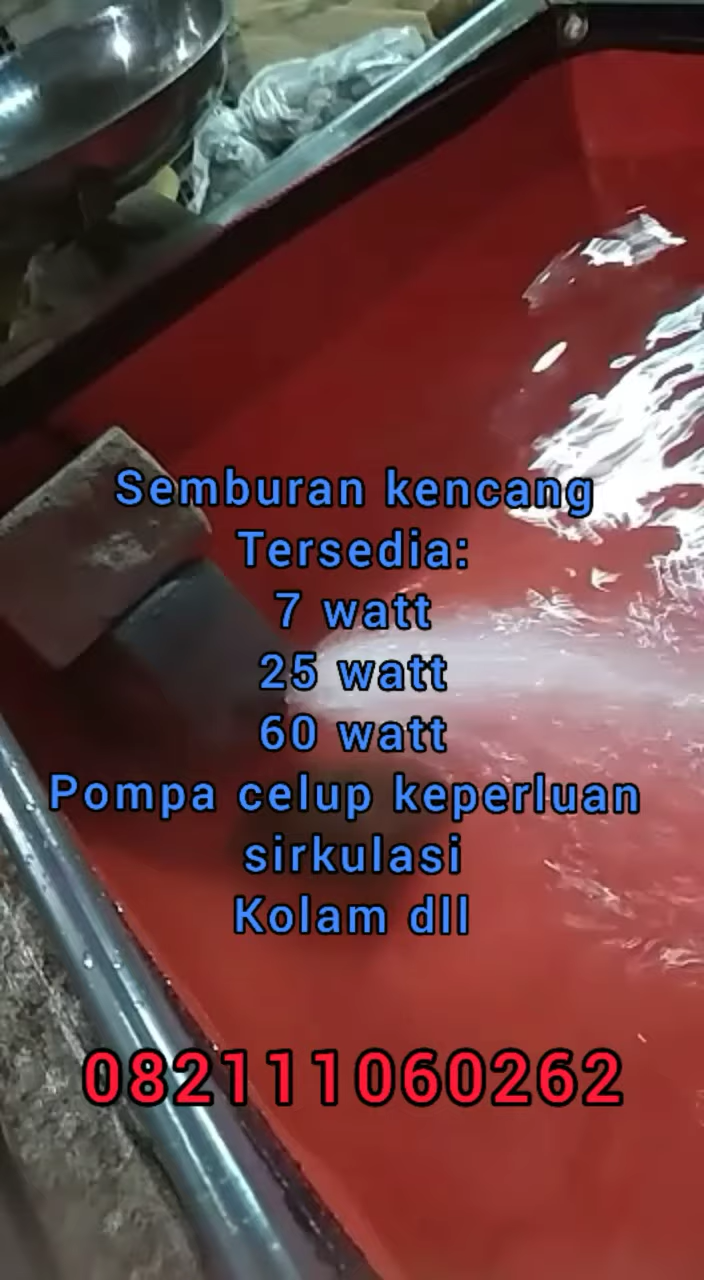 Semburan kencang
Tersedia:
7 watt
25 watt
60 watt
Pompa celup keperluan
sirkulasi
Kolam dll
082111060262